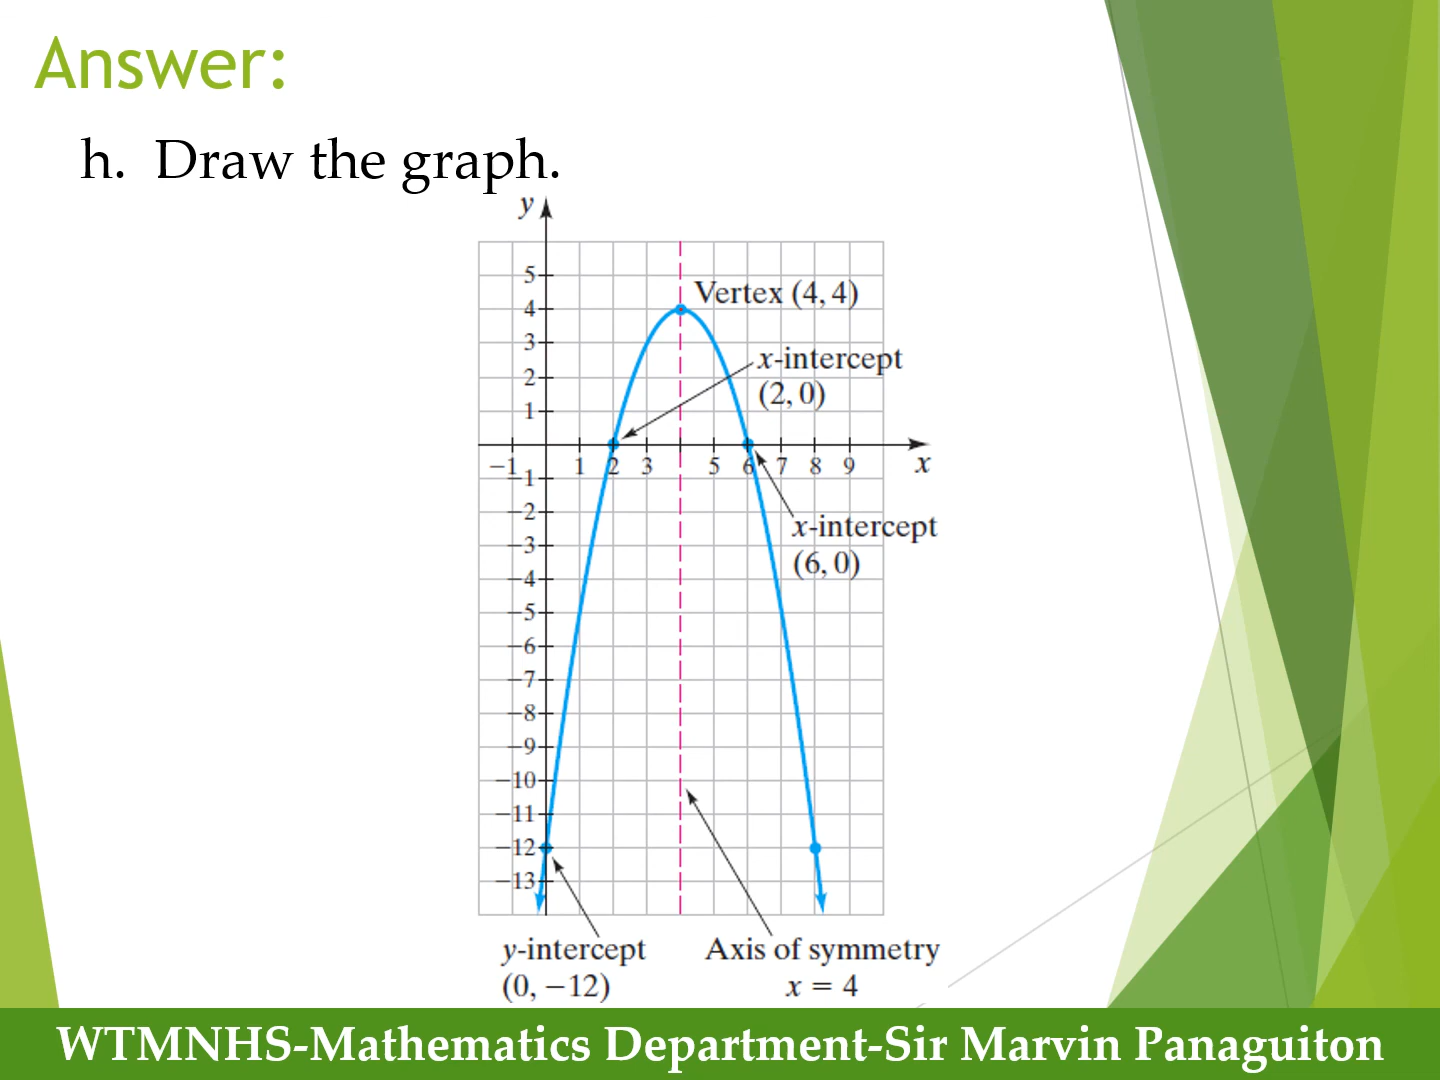 Answer:
h. Draw the graph.
y
5
Vertex (4, 4)
4
3
x-intercept
2
(2, 0)
1
−1 1 2 3 5 6 7 8 9 x
−1
−2
x-intercept
−3
(6, 0)
−4
−5
−6
−7
−8
−9
−10
−11
−12
−13
y-intercept
(0, −12)
Axis of symmetry
x = 4
WTMNHS-Mathematics Department-Sir Marvin Panaguiton